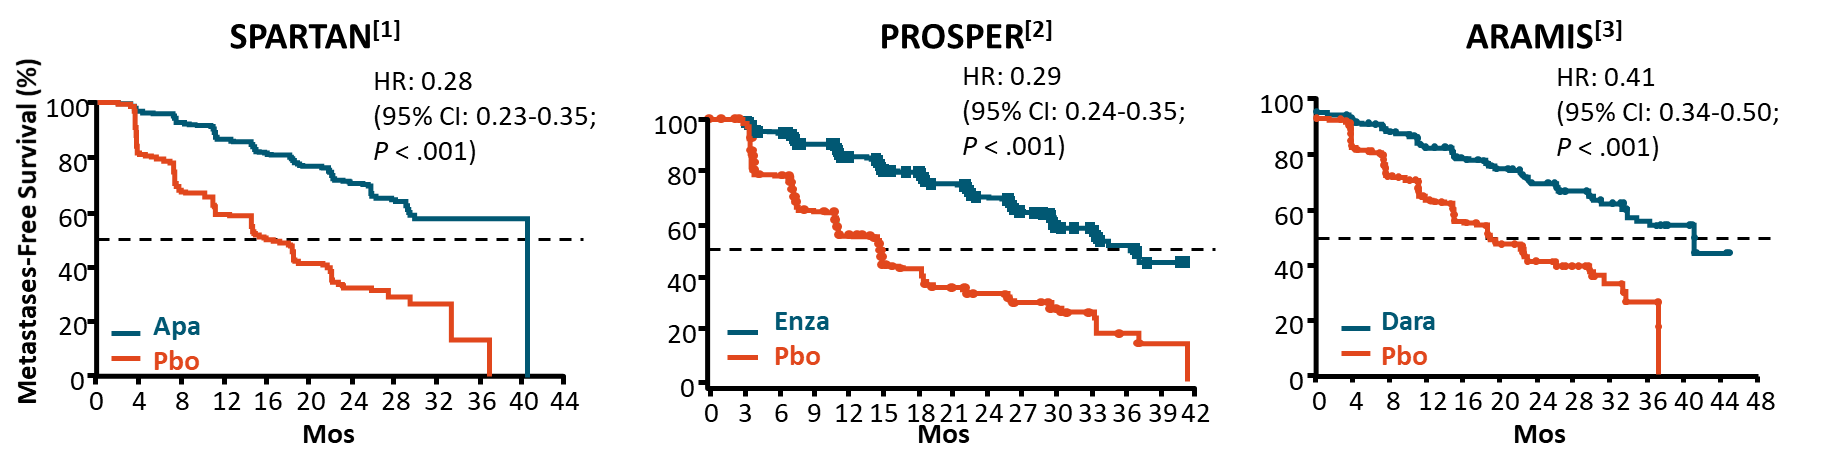 SPARTAN[1]
HR: 0.28
(95% CI: 0.23-0.35;
P < .001)
Metastases-Free Survival (%)
100
80
60
40
20
0
Apa
Pbo
0 4 8 12 16 20 24 28 32 36 40 44
Mos
PROSPER[2]
HR: 0.29
(95% CI: 0.24-0.35;
P < .001)
100
80
60
40
20
0
Enza
Pbo
0 3 6 9 12 15 18 21 24 27 30 33 36 39 42
Mos
ARAMIS[3]
HR: 0.41
(95% CI: 0.34-0.50;
P < .001)
100
80
60
40
20
0
Dara
Pbo
0 4 8 12 16 20 24 28 32 36 40 44 48
Mos